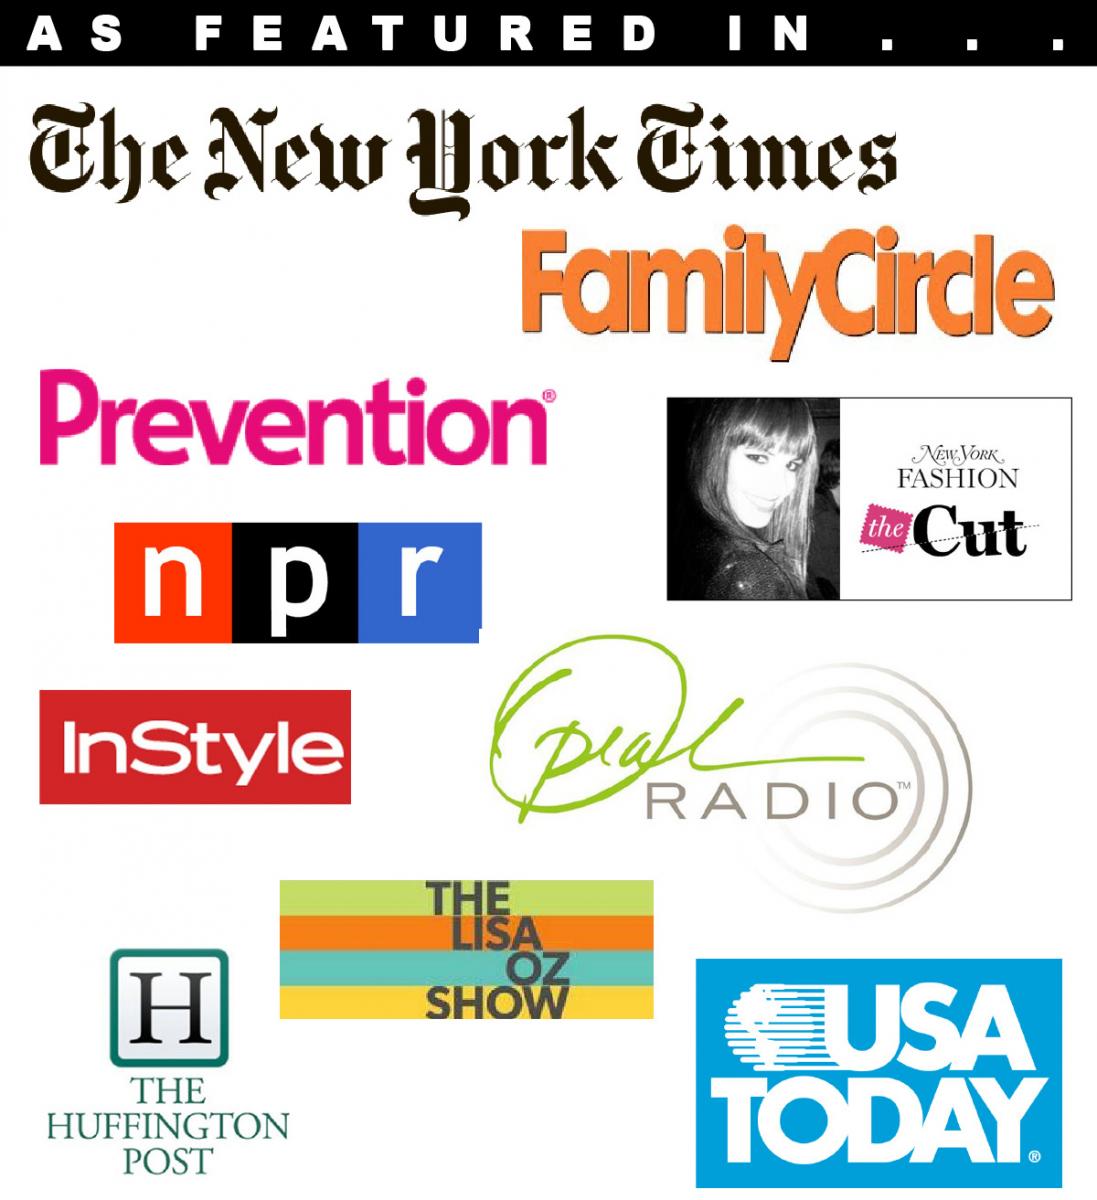 AS FEATURED IN . . .
The New York Times
FamilyCircle
Prevention®
NEW YORK
FASHION
the Cut
npr
InStyle
Oprah
RADIO™
THE
LISA
OZ
SHOW
H
THE
HUFFINGTON
POST
USA
TODAY®